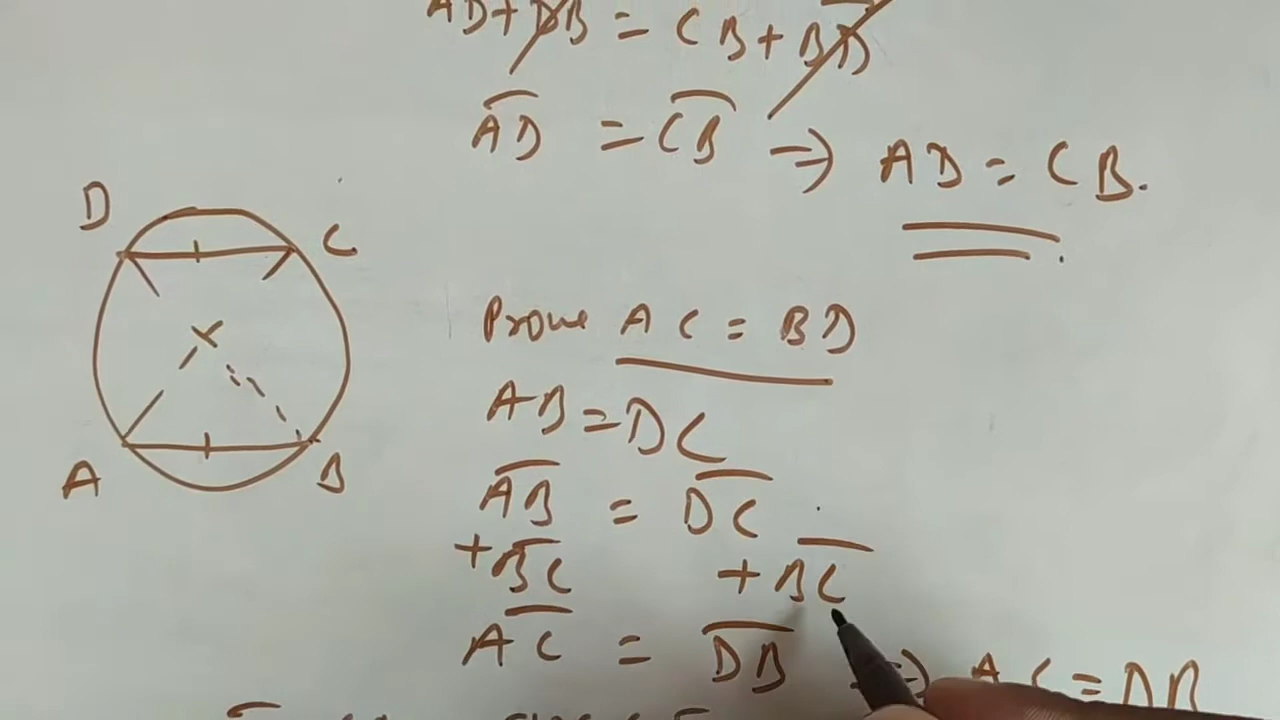 AD + DB = CB + BD
AD = CB ⇒ AD = CB.
D
C
A
B
Prove AC = BD
AB = DC
AB = DC
+ BC + BC
AC = DB ⇒ AC = DB